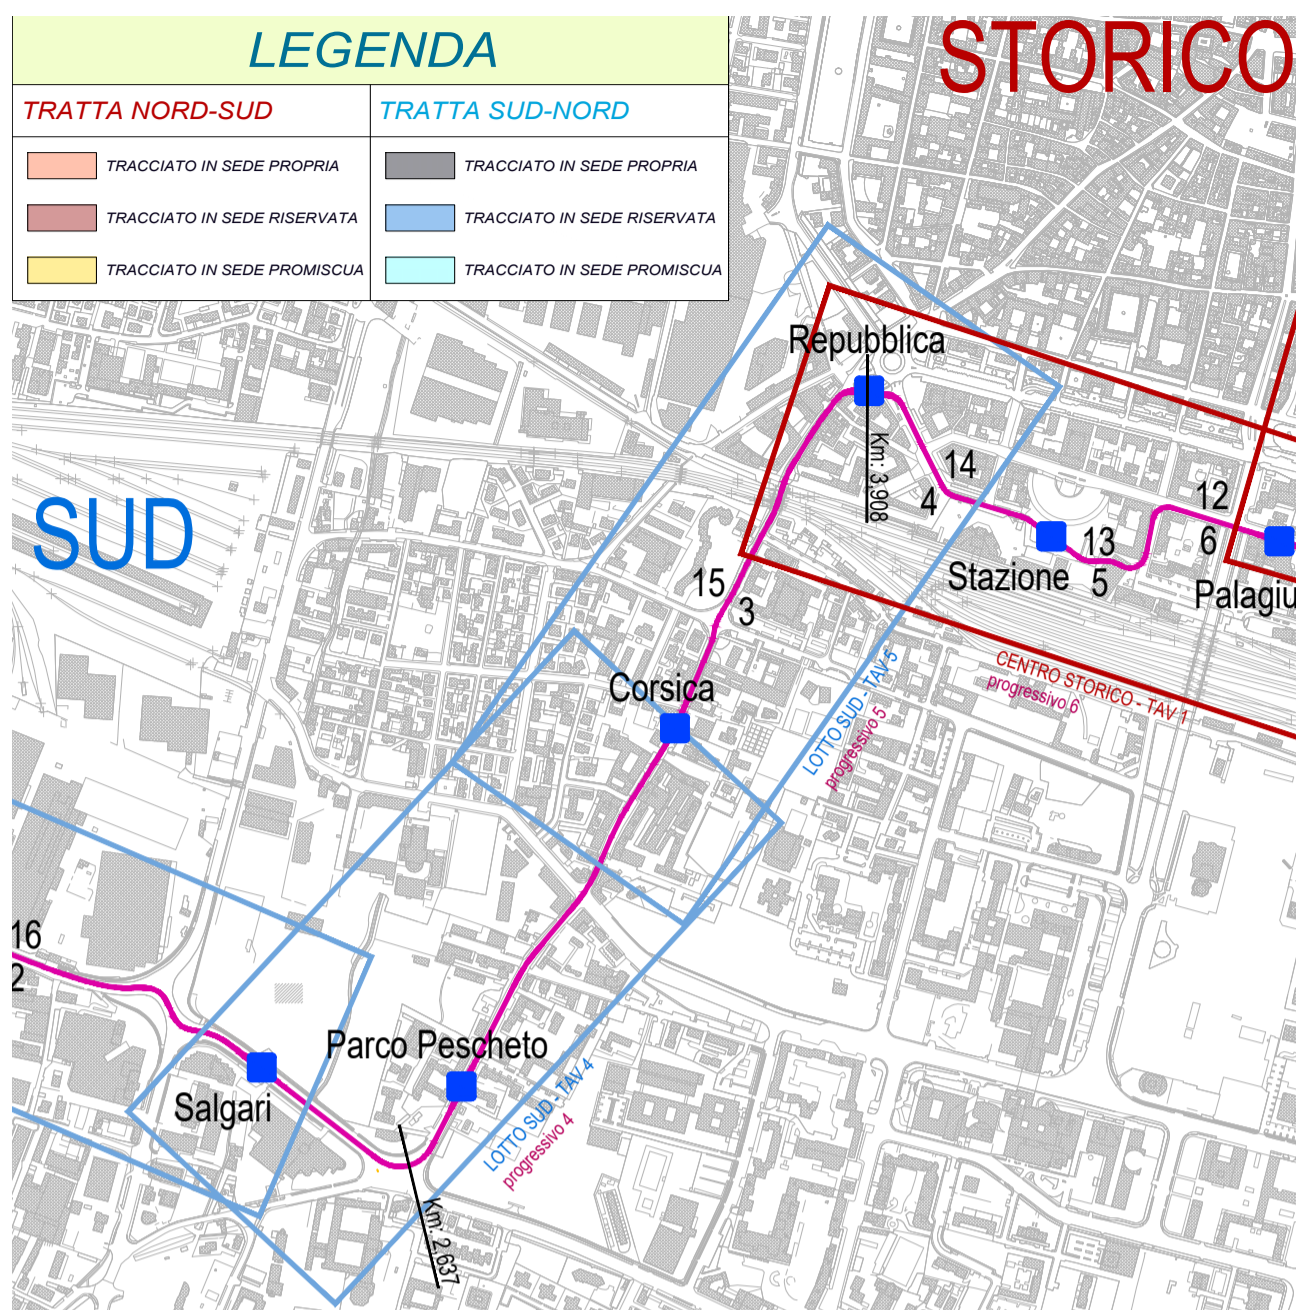 LEGENDA
STORICO
TRATTA NORD-SUD
TRATTA SUD-NORD
TRACCIATO IN SEDE PROPRIA
TRACCIATO IN SEDE PROPRIA
TRACCIATO IN SEDE RISERVATA
TRACCIATO IN SEDE RISERVATA
TRACCIATO IN SEDE PROMISCUA
TRACCIATO IN SEDE PROMISCUA
Repubblica
Km: 3,908
14
4
12
6
SUD
13
5
Stazione
Palagiu
15
3
Corsica
CENTRO STORICO - TAV 1
progressivo 6
LOTTO SUD - TAV 5
progressivo 5
16
2
Parco Pescheto
Salgari
LOTTO SUD - TAV 4
progressivo 4
Km: 2,637